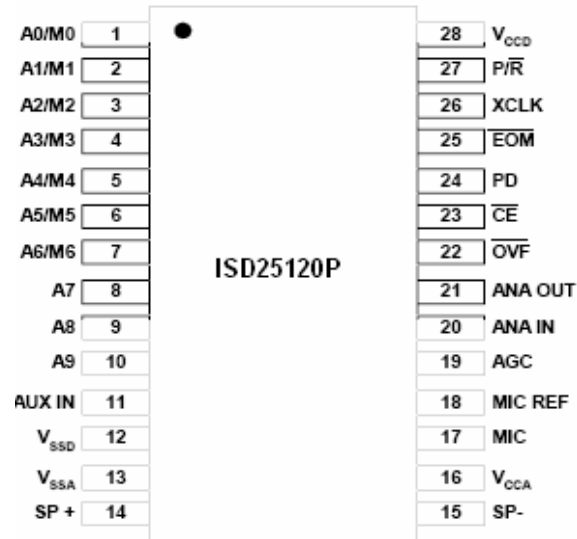 A0/M0 1 28 VCCD
A1/M1 2 27 P/R̅
A2/M2 3 26 XCLK
A3/M3 4 25 E̅O̅M̅
A4/M4 5 24 PD
A5/M5 6 23 C̅E̅
A6/M6 7 22 O̅V̅F̅
ISD25120P
A7 8 21 ANA OUT
A8 9 20 ANA IN
A9 10 19 AGC
AUX IN 11 18 MIC REF
VSSD 12 17 MIC
VSSA 13 16 VCCA
SP + 14 15 SP-